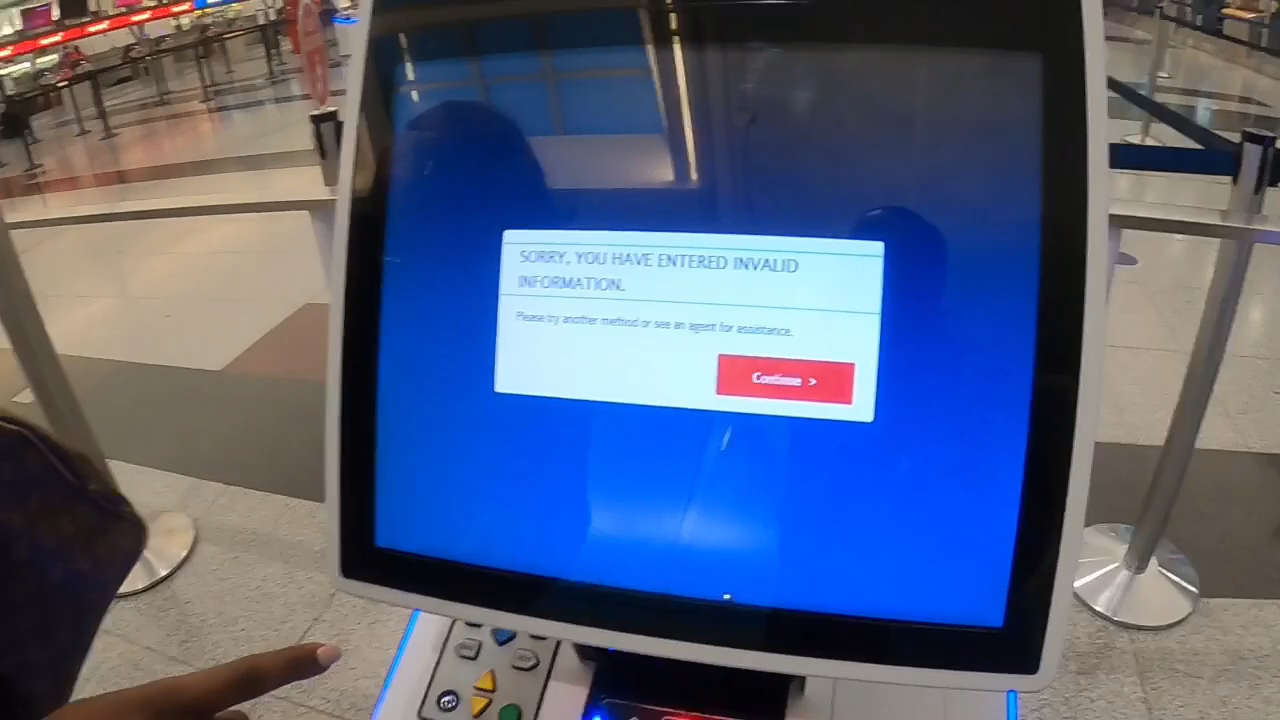 SORRY, YOU HAVE ENTERED INVALID
INFORMATION.
Please try another method or see an agent for assistance.
Continue >